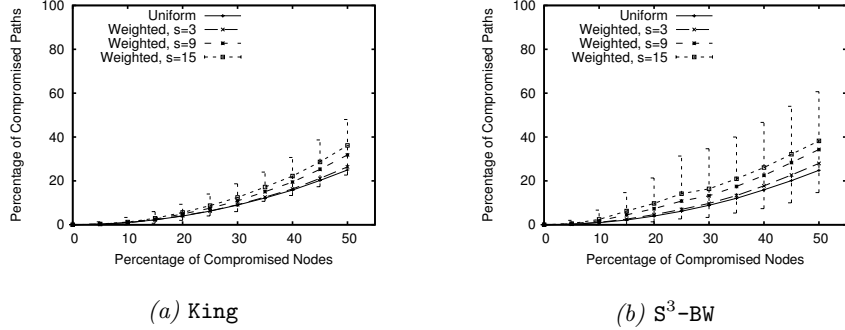 Percentage of Compromised Paths
100
80
60
40
20
0
Uniform
Weighted, s=3
Weighted, s=9
Weighted, s=15
0 10 20 30 40 50
Percentage of Compromised Nodes
(a) King
Percentage of Compromised Paths
100
80
60
40
20
0
Uniform
Weighted, s=3
Weighted, s=9
Weighted, s=15
0 10 20 30 40 50
Percentage of Compromised Nodes
(b) S³-BW